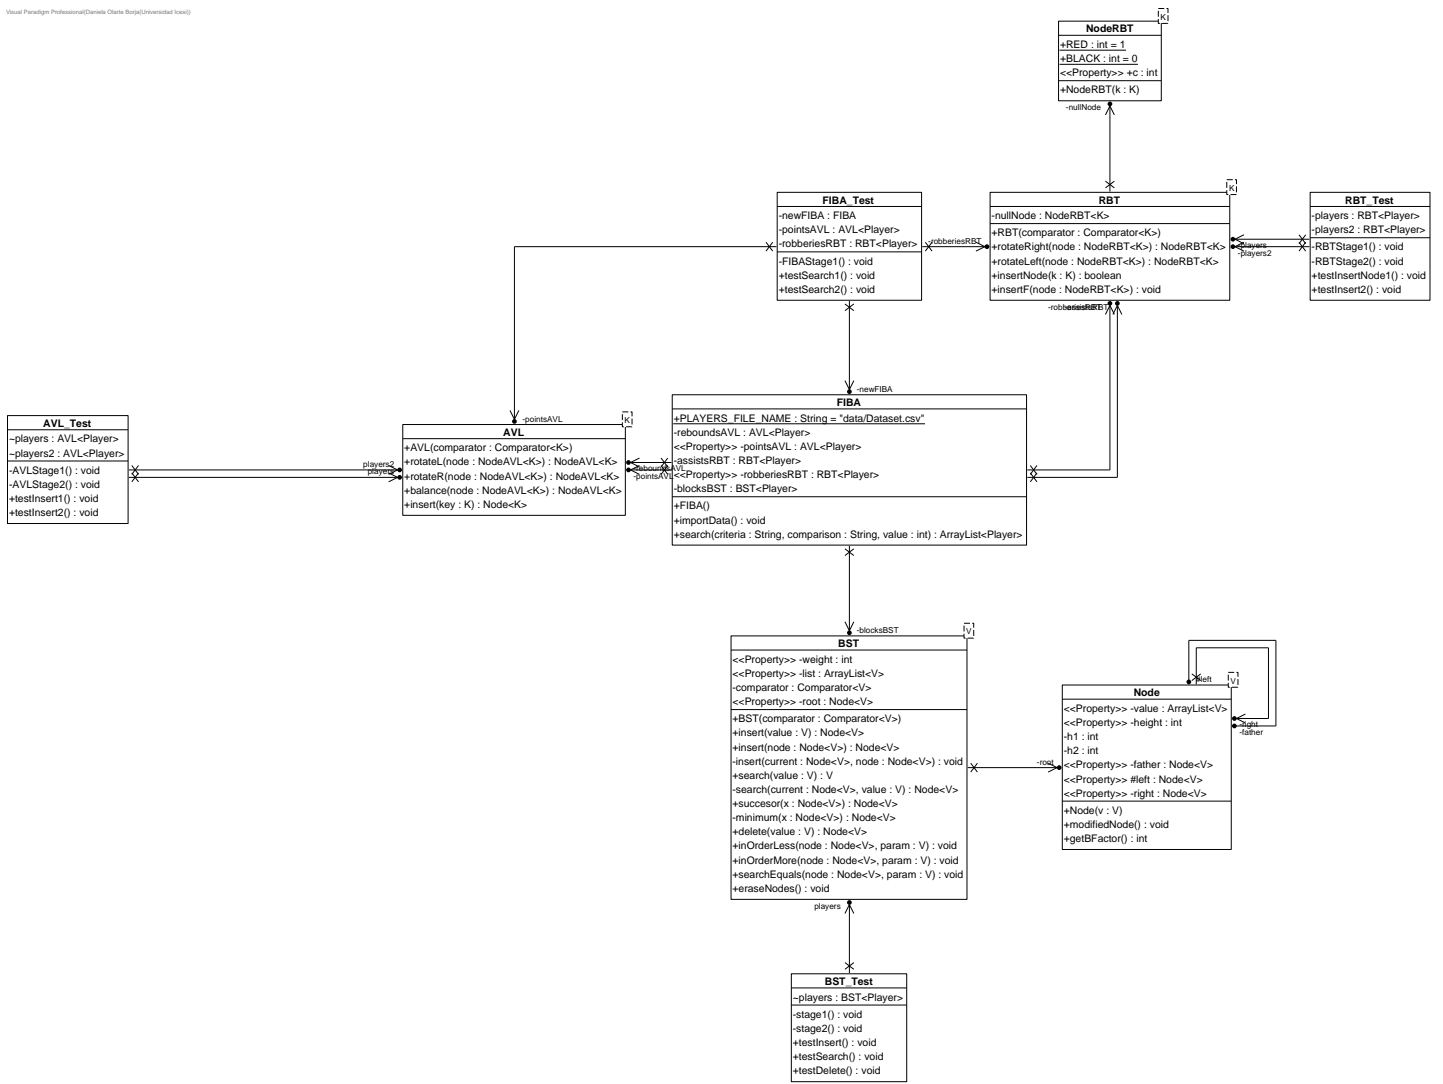 Visual Paradigm Professional(Daniela Olarte Borja(Universidad Icesi))
K
NodeRBT
+RED : int = 1
+BLACK : int = 0
<<Property>> +c : int
+NodeRBT(k : K)
-nullNode
FIBA_Test
-newFIBA : FIBA
-pointsAVL : AVL<Player>
-robberiesRBT : RBT<Player>
-FIBAStage1() : void
+testSearch1() : void
+testSearch2() : void
-robberiesRBT
K
RBT
-nullNode : NodeRBT<K>
+RBT(comparator : Comparator<K>)
+rotateRight(node : NodeRBT<K>) : NodeRBT<K>
+rotateLeft(node : NodeRBT<K>) : NodeRBT<K>
+insertNode(k : K) : boolean
+insertF(node : NodeRBT<K>) : void
-players
-players2
RBT_Test
-players : RBT<Player>
-players2 : RBT<Player>
-RBTStage1() : void
-RBTStage2() : void
+testInsertNode1() : void
+testInsert2() : void
-newFIBA
AVL_Test
~players : AVL<Player>
~players2 : AVL<Player>
-AVLStage1() : void
-AVLStage2() : void
+testInsert1() : void
+testInsert2() : void
players2
players
-pointsAVL
K
AVL
+AVL(comparator : Comparator<K>)
+rotateL(node : NodeAVL<K>) : NodeAVL<K>
+rotateR(node : NodeAVL<K>) : NodeAVL<K>
+balance(node : NodeAVL<K>) : NodeAVL<K>
+insert(key : K) : Node<K>
-reboundsAVL
-pointsAVL
FIBA
+PLAYERS_FILE_NAME : String = "data/Dataset.csv"
-reboundsAVL : AVL<Player>
<<Property>> -pointsAVL : AVL<Player>
-assistsRBT : RBT<Player>
<<Property>> -robberiesRBT : RBT<Player>
-blocksBST : BST<Player>
+FIBA()
+importData() : void
+search(criteria : String, comparison : String, value : int) : ArrayList<Player>
-blocksBST
V
BST
<<Property>> -weight : int
<<Property>> -list : ArrayList<V>
-comparator : Comparator<V>
<<Property>> -root : Node<V>
+BST(comparator : Comparator<V>)
+insert(value : V) : Node<V>
+insert(node : Node<V>) : Node<V>
-insert(current : Node<V>, node : Node<V>) : void
+search(value : V) : V
-search(current : Node<V>, value : V) : Node<V>
+succesor(x : Node<V>) : Node<V>
-minimum(x : Node<V>) : Node<V>
+delete(value : V) : Node<V>
+inOrderLess(node : Node<V>, param : V) : void
+inOrderMore(node : Node<V>, param : V) : void
+searchEquals(node : Node<V>, param : V) : void
+eraseNodes() : void
-root
#left
V
Node
<<Property>> -value : ArrayList<V>
<<Property>> -height : int
-h1 : int
-h2 : int
<<Property>> -father : Node<V>
<<Property>> #left : Node<V>
<<Property>> -right : Node<V>
+Node(v : V)
+modifiedNode() : void
+getBFactor() : int
-right
-father
players
BST_Test
~players : BST<Player>
-stage1() : void
-stage2() : void
+testInsert() : void
+testSearch() : void
+testDelete() : void